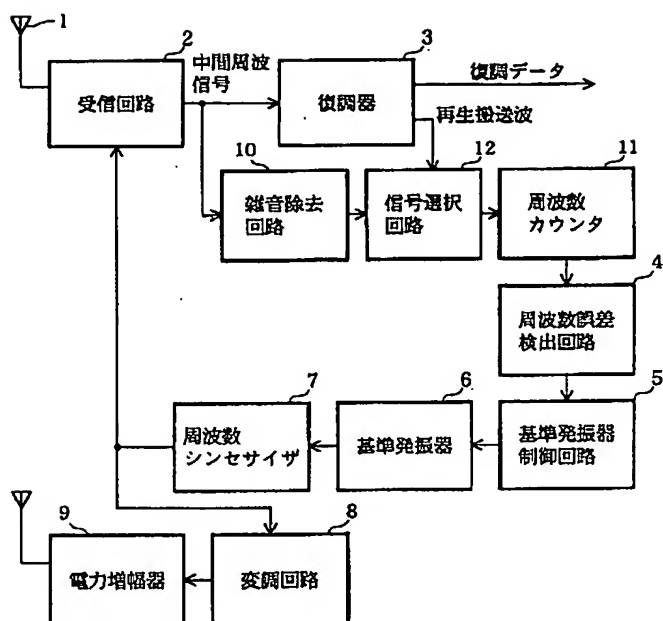 1
2
受信回路
中間周波
信号
3
復調器
復調データ
再生搬送波
10
雑音除去
回路
12
信号選択
回路
11
周波数
カウンタ
4
周波数誤差
検出回路
5
基準発振器
制御回路
6
基準発振器
7
周波数
シンセサイザ
8
変調回路
9
電力増幅器